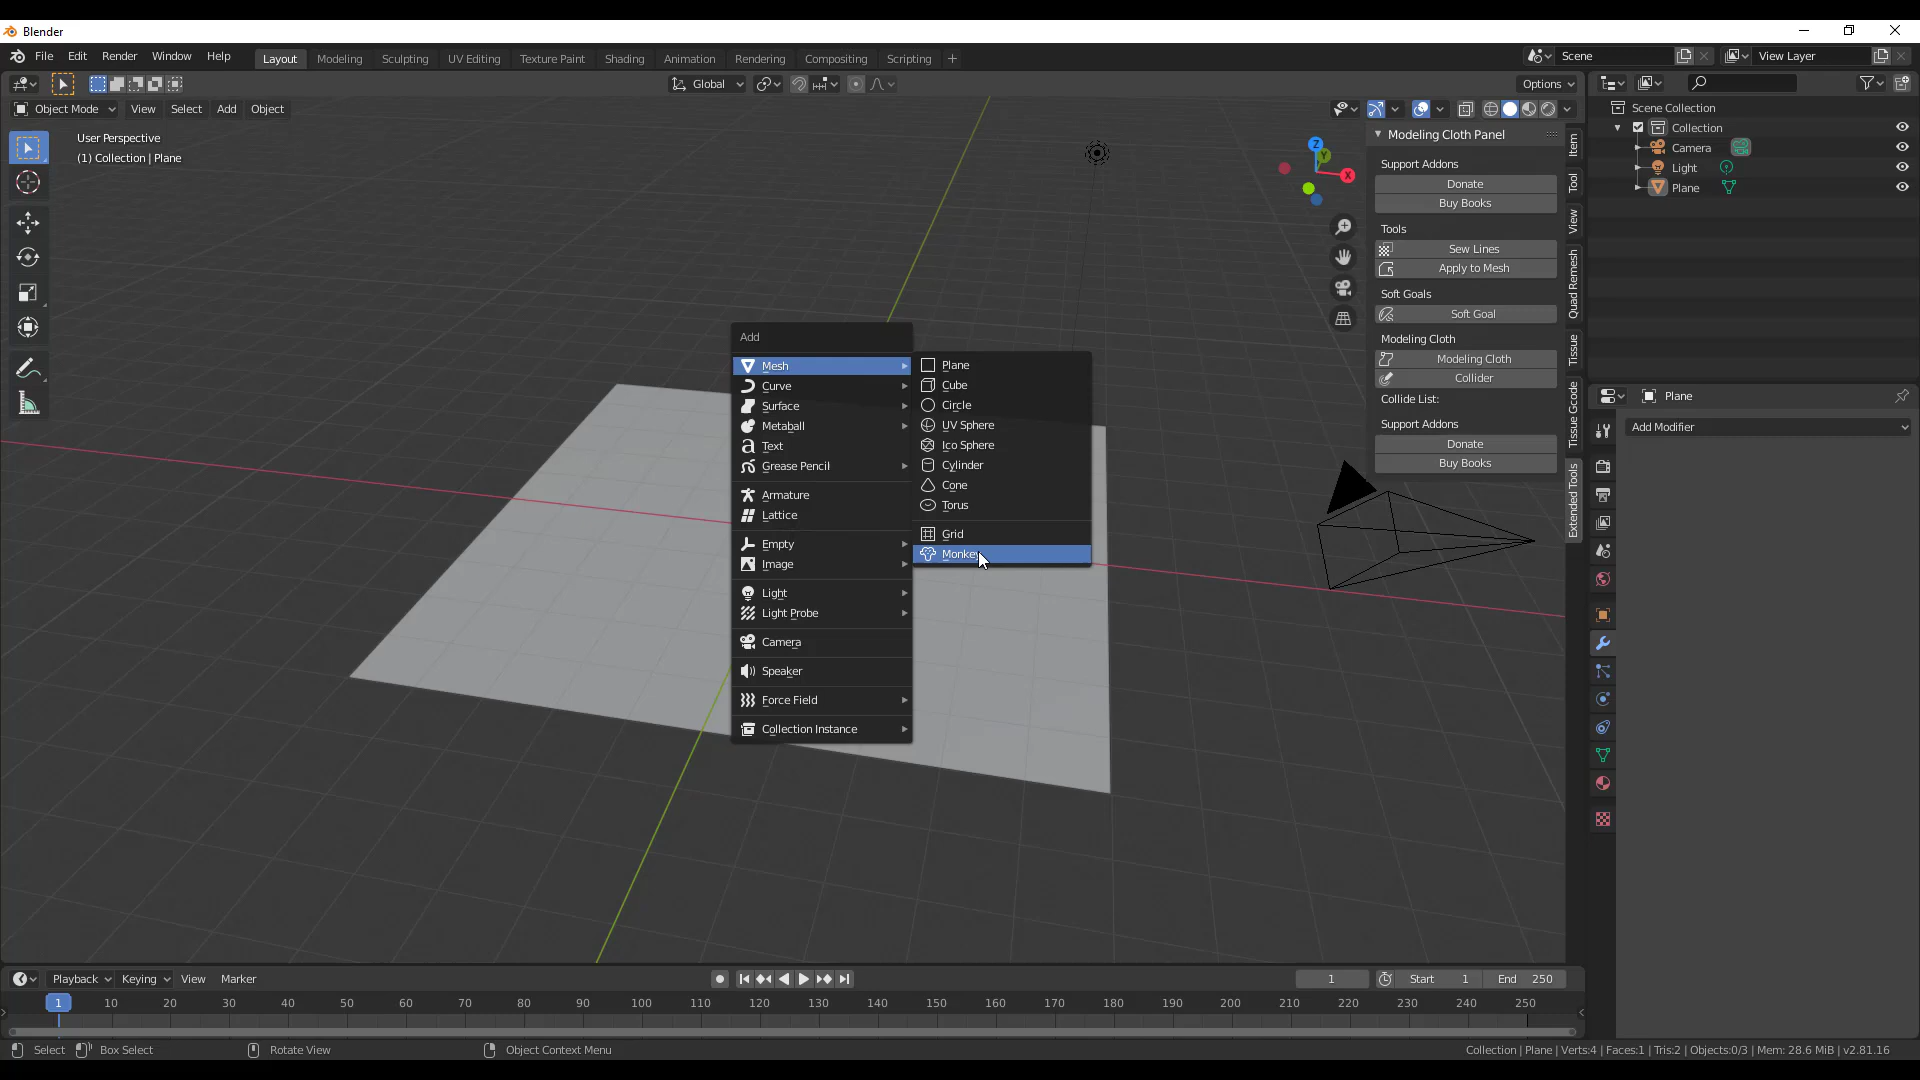 Blender
File Edit Render Window Help Layout Modeling Sculpting UV Editing Texture Paint Shading Animation Rendering Compositing Scripting + Scene View Layer
Global Options
Object Mode View Select Add Object
User Perspective
(1) Collection | Plane
Z
Y
X
Add
Mesh
Curve
Surface
Metaball
Text
Grease Pencil
Armature
Lattice
Empty
Image
Light
Light Probe
Camera
Speaker
Force Field
Collection Instance
Plane
Cube
Circle
UV Sphere
Ico Sphere
Cylinder
Cone
Torus
Grid
Monkey
Modeling Cloth Panel
Support Addons
Donate
Buy Books
Tools
Sew Lines
Apply to Mesh
Soft Goals
Soft Goal
Modeling Cloth
Modeling Cloth
Collider
Collide List:
Support Addons
Donate
Buy Books
Item
Tool
View
Quad Remesh
Tissue
Tissue Gcode
Extended Tools
Scene Collection
Collection
Camera
Light
Plane
Plane
Add Modifier
Playback Keying View Marker 1 Start 1 End 250
1 10 20 30 40 50 60 70 80 90 100 110 120 130 140 150 160 170 180 190 200 210 220 230 240 250
Select Box Select Rotate View Object Context Menu Collection | Plane | Verts:4 | Faces:1 | Tris:2 | Objects:0/3 | Mem: 28.6 MiB | v2.81.16